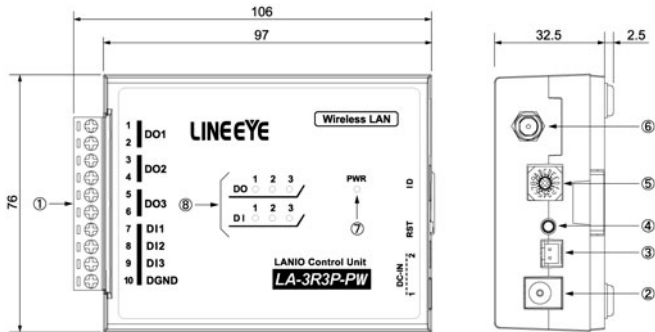 106
97
32.5
2.5
76
①
1
2
DO1
3
4
DO2
5
6
DO3
7 DI1
8 DI2
9 DI3
10 DGND
LINEEYE
Wireless LAN
⑧
1 2 3
DO
1 2 3
DI
PWR
⑦
ID
RST
2
DC-IN
1
LANIO Control Unit
LA-3R3P-PW
⑥
⑤
④
③
②